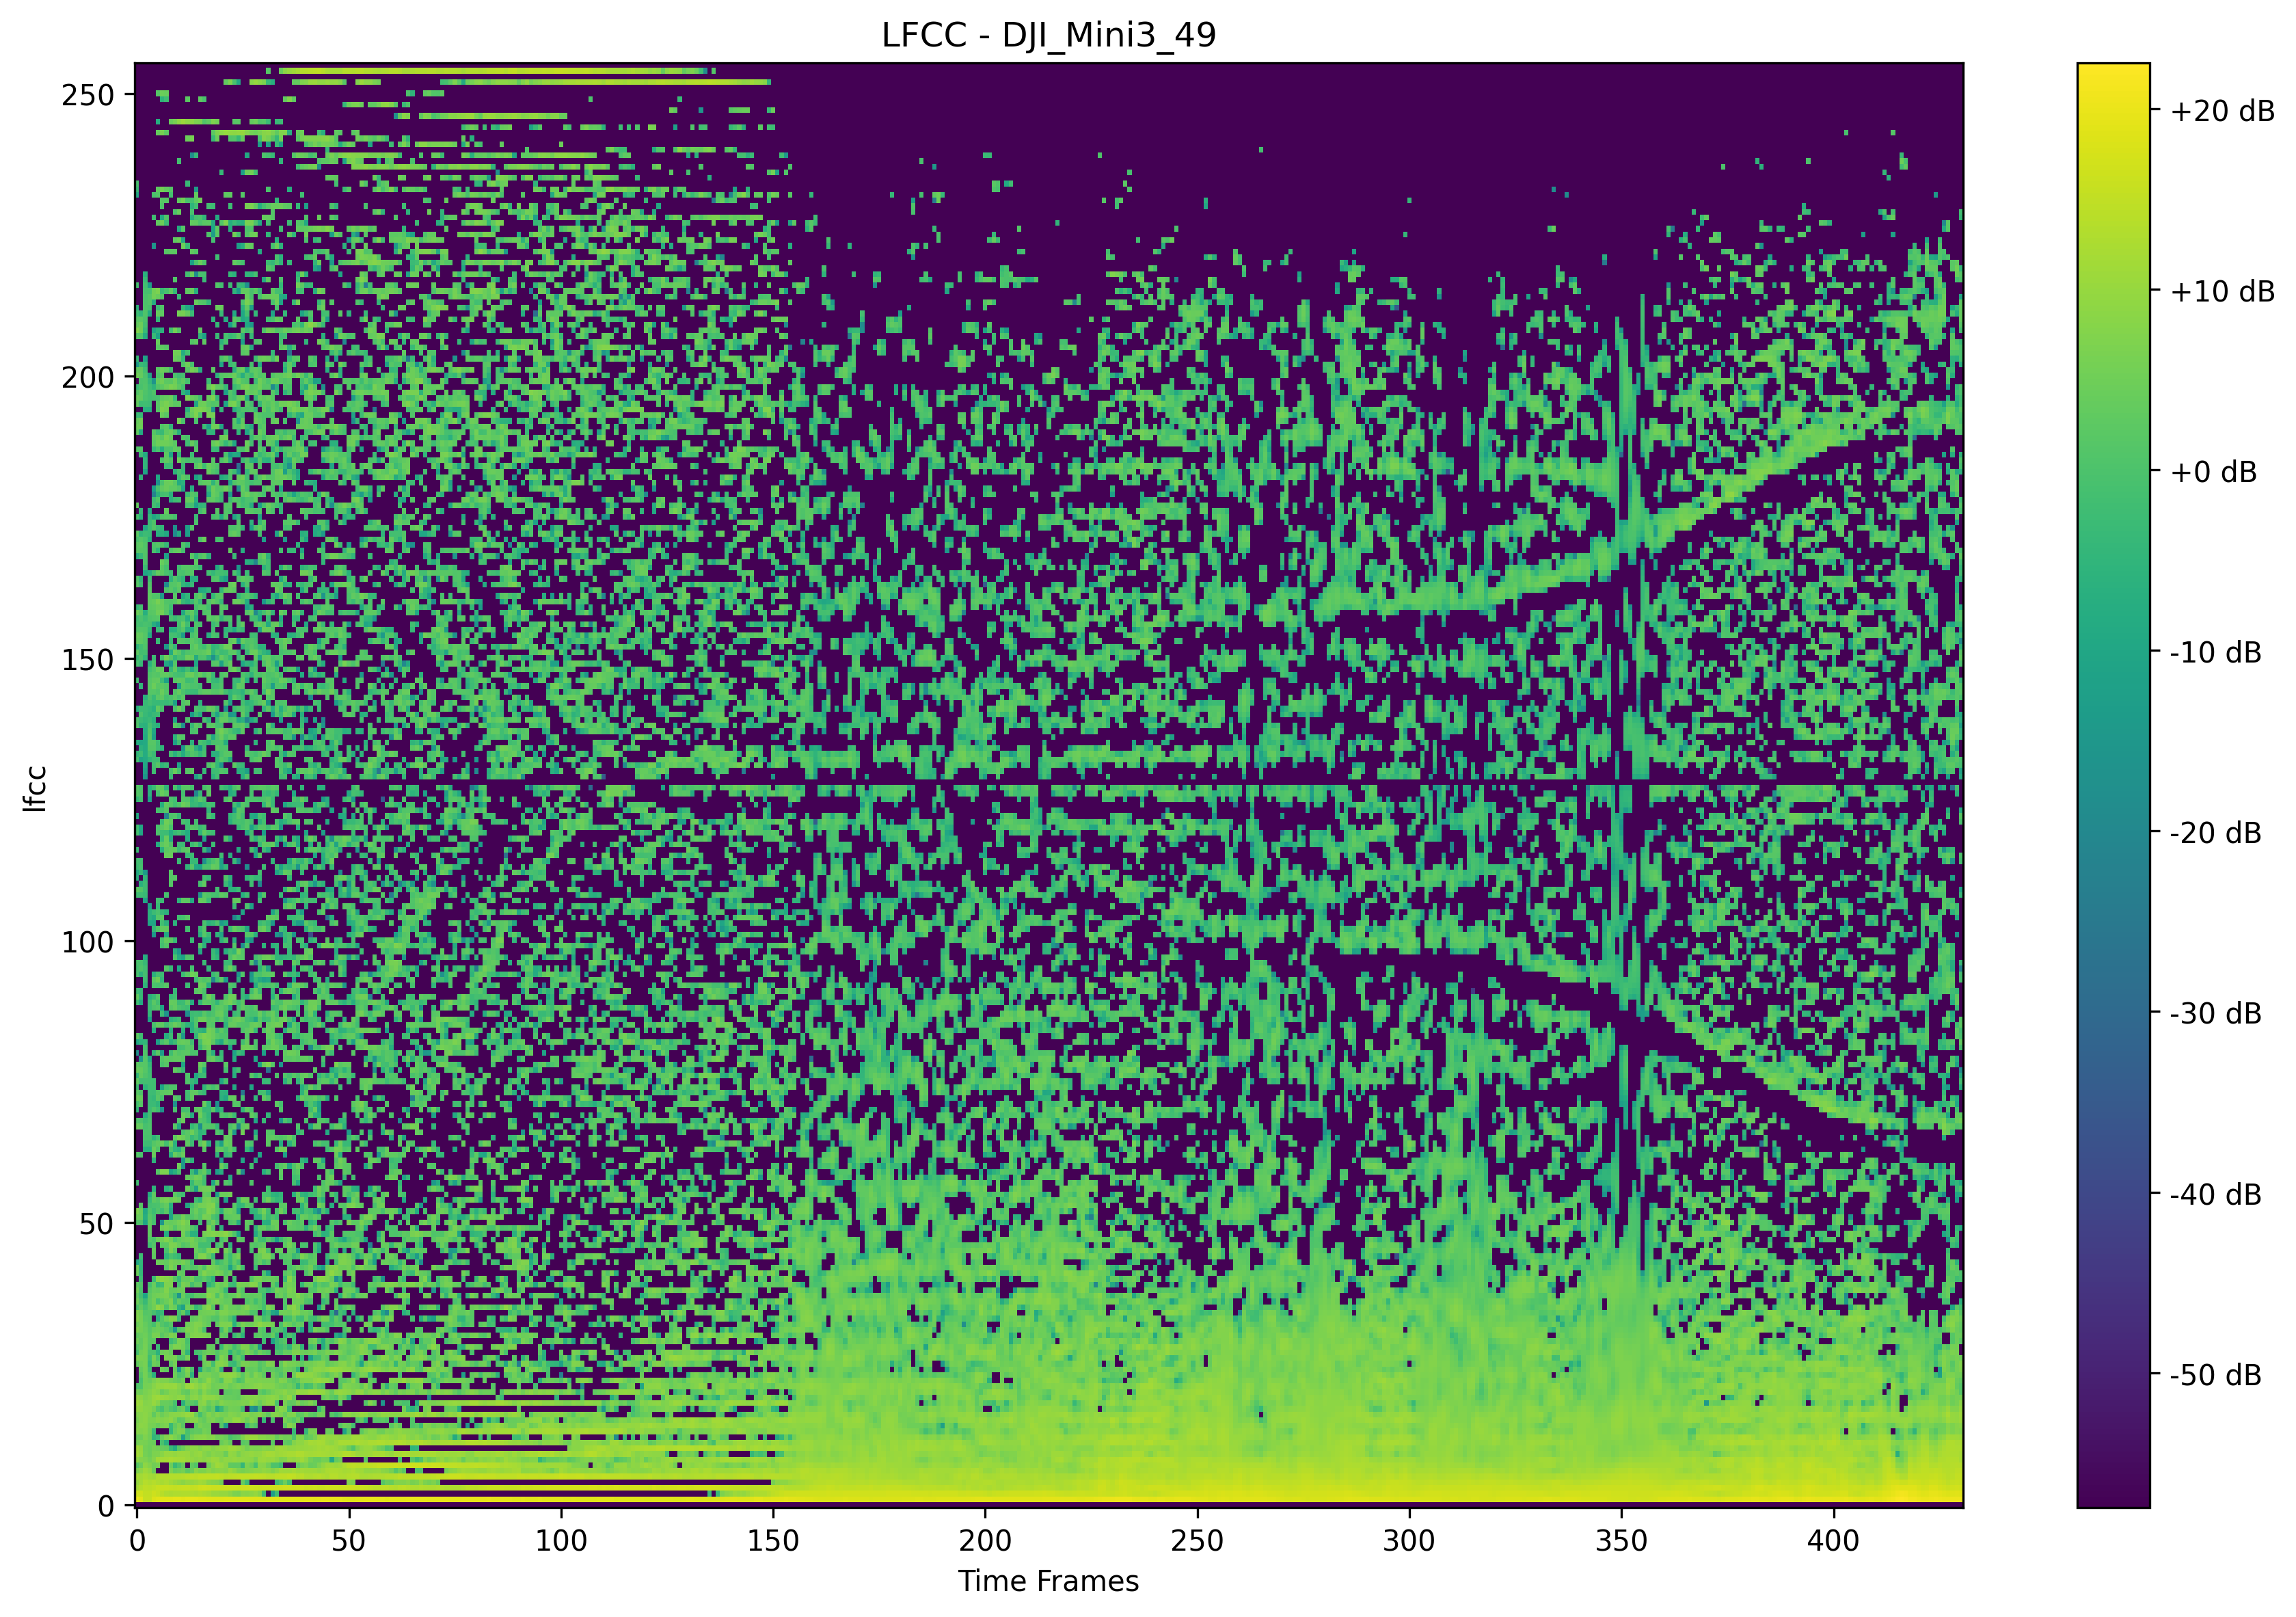 LFCC - DJI_Mini3_49
250
200
150
100
50
0
lfcc
0 50 100 150 200 250 300 350 400
Time Frames
+20 dB
+10 dB
+0 dB
-10 dB
-20 dB
-30 dB
-40 dB
-50 dB